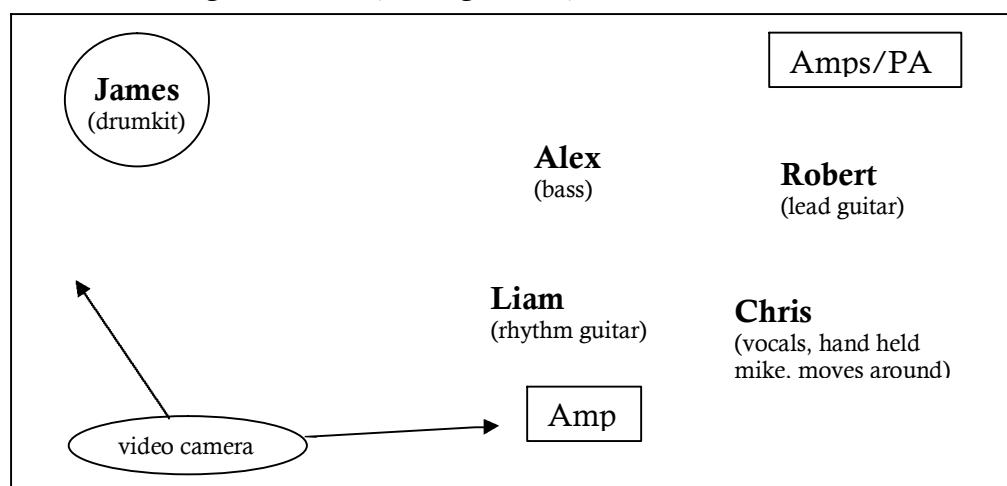 James
(drumkit)
Amps/PA
Alex
(bass)
Robert
(lead guitar)
Liam
(rhythm guitar)
Chris
(vocals, hand held
mike, moves around)
Amp
video camera